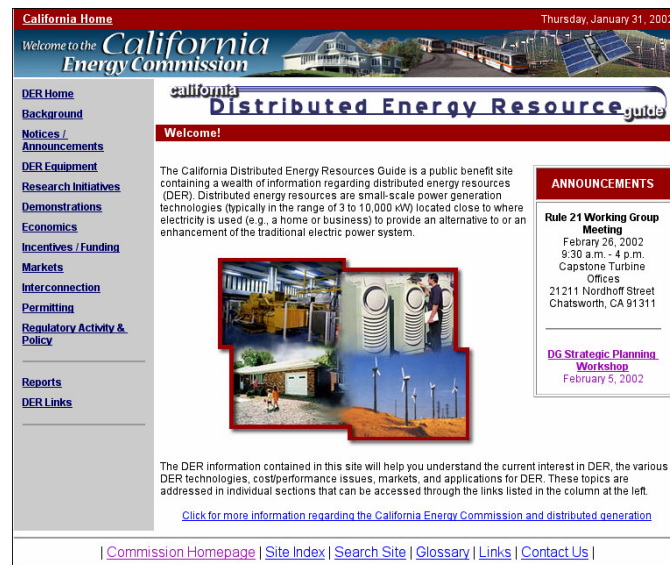 California Home
Thursday, January 31, 2002
Welcome to the California
Energy Commission
DER Home
Background
Notices /
Announcements
DER Equipment
Research Initiatives
Demonstrations
Economics
Incentives / Funding
Markets
Interconnection
Permitting
Regulatory Activity &
Policy
Reports
DER Links
california
Distributed Energy Resource
guide
Welcome!
The California Distributed Energy Resources Guide is a public benefit site
containing a wealth of information regarding distributed energy resources
(DER). Distributed energy resources are small-scale power generation
technologies (typically in the range of 3 to 10,000 kW) located close to where
electricity is used (e.g., a home or business) to provide an alternative to or an
enhancement of the traditional electric power system.
ANNOUNCEMENTS
Rule 21 Working Group
Meeting
Febrary 26, 2002
9:30 a.m. - 4 p.m.
Capstone Turbine
Offices
21211 Nordhoff Street
Chatsworth, CA 91311
DG Strategic Planning
Workshop
February 5, 2002
The DER information contained in this site will help you understand the current interest in DER, the various
DER technologies, cost/performance issues, markets, and applications for DER. These topics are
addressed in individual sections that can be accessed through the links listed in the column at the left.
Click for more information regarding the California Energy Commission and distributed generation
| Commission Homepage | Site Index | Search Site | Glossary | Links | Contact Us |